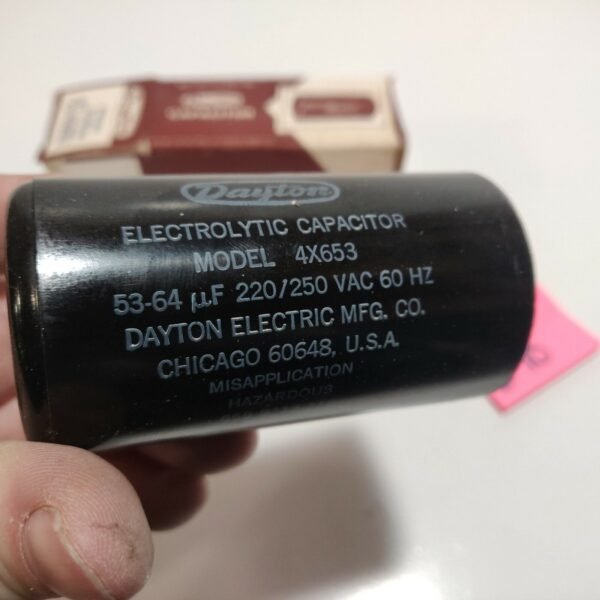 Dayton
ELECTROLYTIC CAPACITOR
MODEL 4X653
53-64 µF 220/250 VAC 60 HZ
DAYTON ELECTRIC MFG. CO.
CHICAGO 60648, U.S.A.
MISAPPLICATION
HAZARDOUS